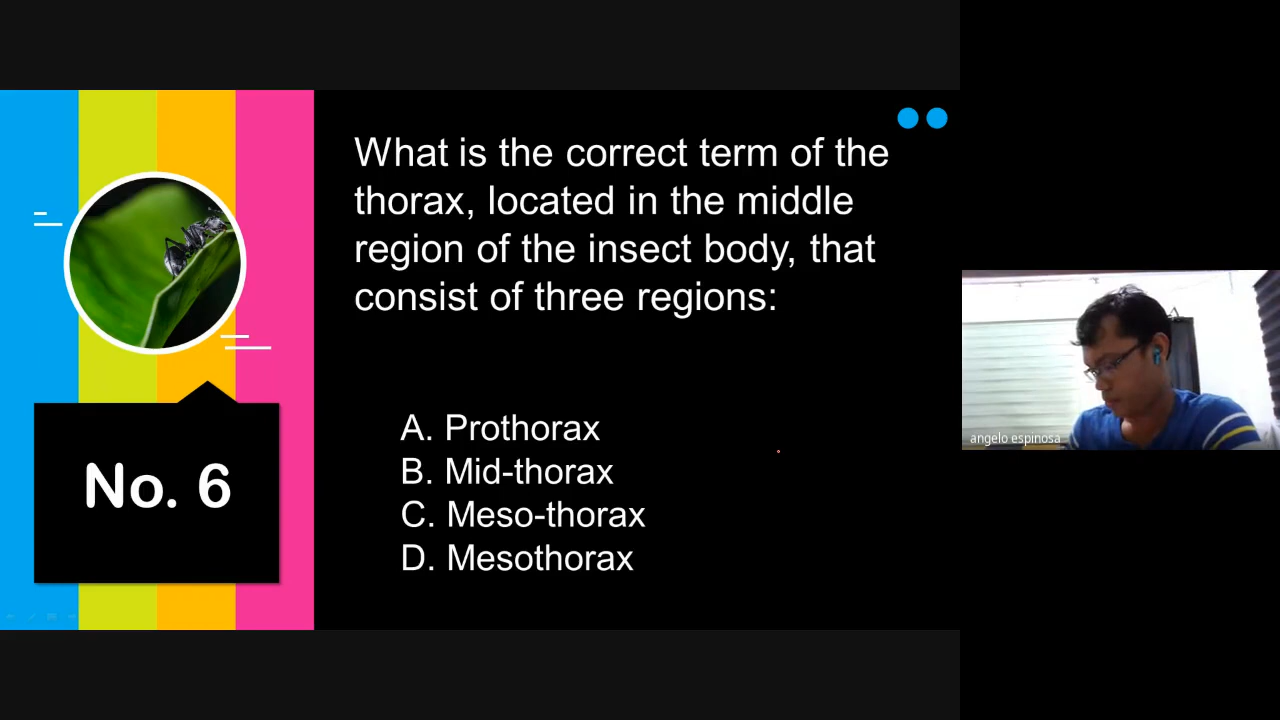 What is the correct term of the
thorax, located in the middle
region of the insect body, that
consist of three regions:
A. Prothorax
B. Mid-thorax
C. Meso-thorax
D. Mesothorax
No. 6
angelo espinosa